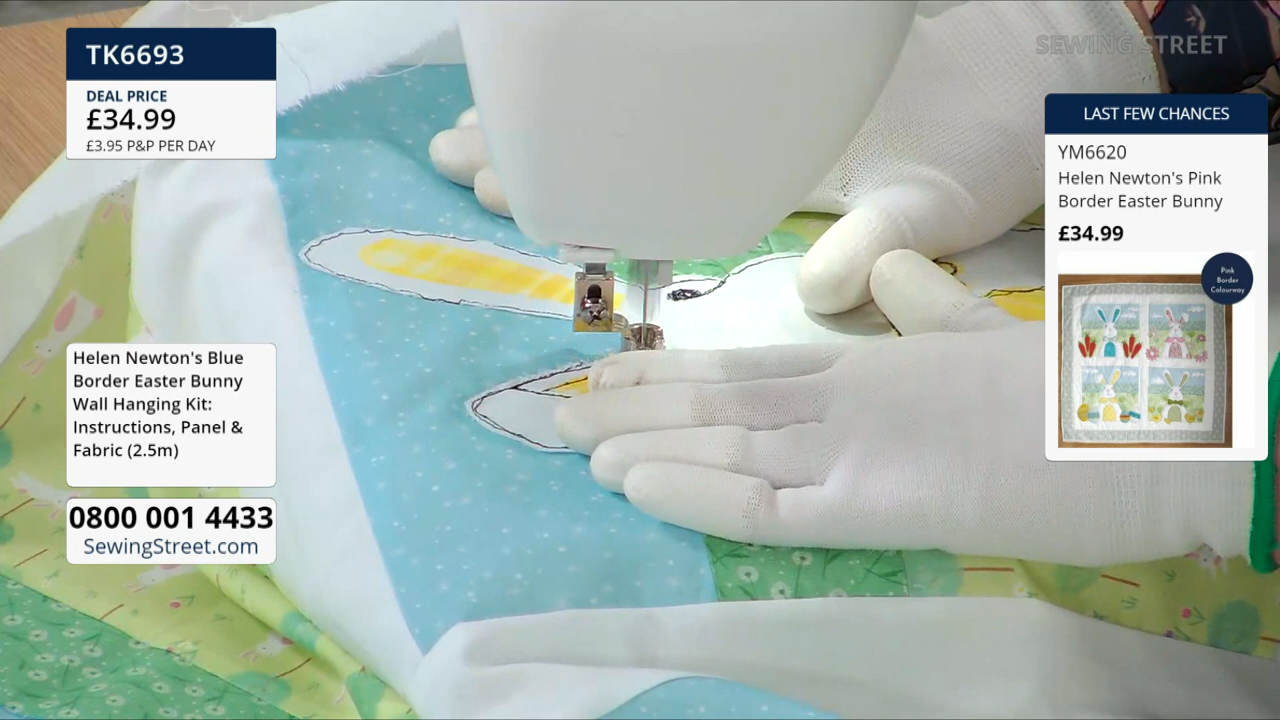 TK6693
DEAL PRICE
£34.99
£3.95 P&P PER DAY
Helen Newton's Blue
Border Easter Bunny
Wall Hanging Kit:
Instructions, Panel &
Fabric (2.5m)
0800 001 4433
SewingStreet.com
SEWING STREET
LAST FEW CHANCES
YM6620
Helen Newton's Pink
Border Easter Bunny
£34.99
Pink
Border
Colourway